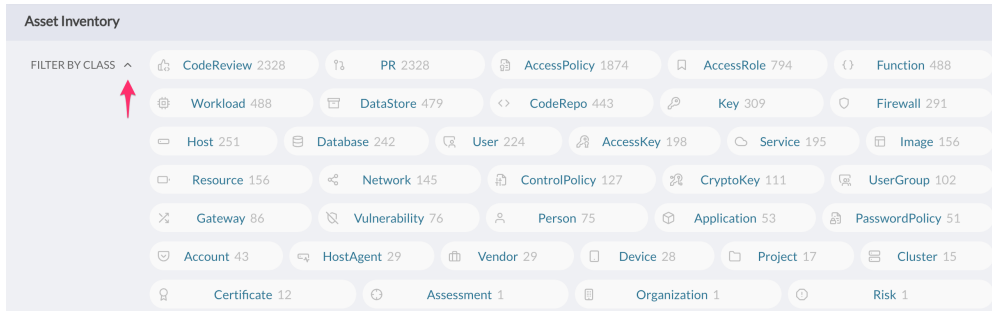 Asset Inventory
FILTER BY CLASS CodeReview 2328 PR 2328 AccessPolicy 1874 AccessRole 794 Function 488
Workload 488 DataStore 479 CodeRepo 443 Key 309 Firewall 291
Host 251 Database 242 User 224 AccessKey 198 Service 195 Image 156
Resource 156 Network 145 ControlPolicy 127 CryptoKey 111 UserGroup 102
Gateway 86 Vulnerability 76 Person 75 Application 53 PasswordPolicy 51
Account 43 HostAgent 29 Vendor 29 Device 28 Project 17 Cluster 15
Certificate 12 Assessment 1 Organization 1 Risk 1